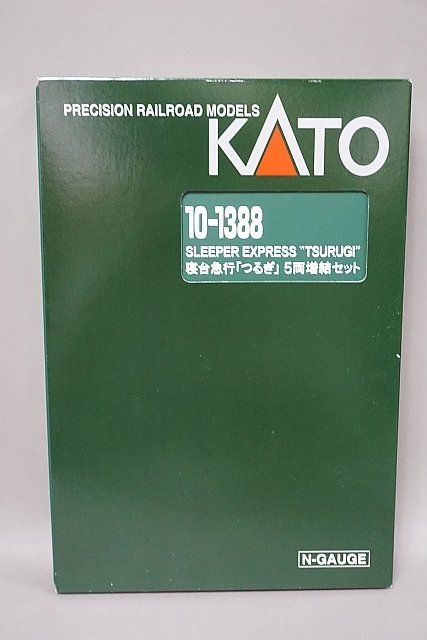 PRECISION RAILROAD MODELS
KATO
10-1388
SLEEPER EXPRESS "TSURUGI"
寝台急行「つるぎ」 5両増結セット
N-GAUGE